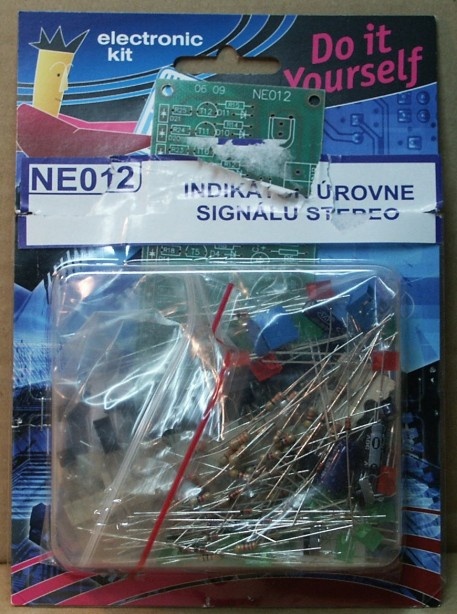 electronic
kit
Do it
Yourself
06 09
NE012
NE012
INDIKÁTOR ÚROVNE
SIGNÁLU STEREO